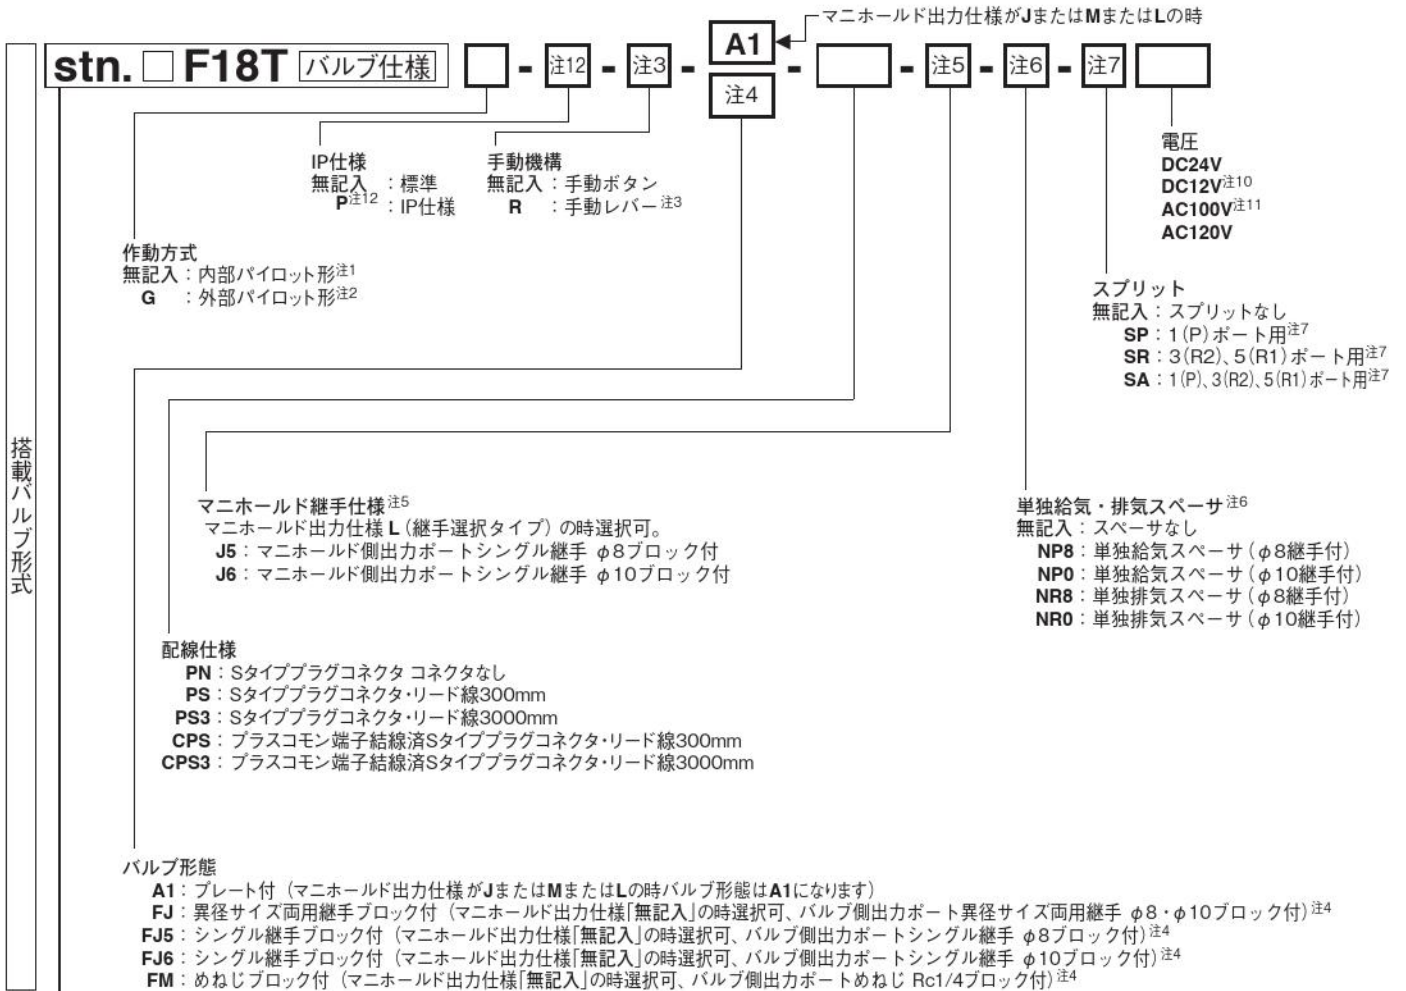 マニホールド出力仕様がJまたはMまたはLの時
stn. □ F18T バルブ仕様 □ - 注12 - 注3 - A1 - □ - 注5 - 注6 - 注7 □
注4
電圧
DC24V
DC12V注10
AC100V注11
AC120V
IP仕様
無記入 : 標準
P注12 : IP仕様
手動機構
無記入 : 手動ボタン
R : 手動レバー注3
作動方式
無記入 : 内部パイロット形注1
G : 外部パイロット形注2
スプリット
無記入 : スプリットなし
SP : 1(P)ポート用注7
SR : 3(R2)、5(R1)ポート用注7
SA : 1(P)、3(R2)、5(R1)ポート用注7
搭載バルブ形式
マニホールド継手仕様注5
マニホールド出力仕様 L(継手選択タイプ)の時選択可。
J5 : マニホールド側出力ポートシングル継手 φ8ブロック付
J6 : マニホールド側出力ポートシングル継手 φ10ブロック付
単独給気・排気スペーサ注6
無記入 : スペーサなし
NP8 : 単独給気スペーサ(φ8継手付)
NP0 : 単独給気スペーサ(φ10継手付)
NR8 : 単独排気スペーサ(φ8継手付)
NR0 : 単独排気スペーサ(φ10継手付)
配線仕様
PN : Sタイププラグコネクタ コネクタなし
PS : Sタイププラグコネクタ・リード線300mm
PS3 : Sタイププラグコネクタ・リード線3000mm
CPS : プラスコモン端子結線済Sタイププラグコネクタ・リード線300mm
CPS3 : プラスコモン端子結線済Sタイププラグコネクタ・リード線3000mm
バルブ形態
A1 : プレート付(マニホールド出力仕様がJまたはMまたはLの時バルブ形態はA1になります)
FJ : 異径サイズ両用継手ブロック付(マニホールド出力仕様「無記入」の時選択可、バルブ側出力ポート異径サイズ両用継手 φ8・φ10ブロック付)注4
FJ5 : シングル継手ブロック付(マニホールド出力仕様「無記入」の時選択可、バルブ側出力ポートシングル継手 φ8ブロック付)注4
FJ6 : シングル継手ブロック付(マニホールド出力仕様「無記入」の時選択可、バルブ側出力ポートシングル継手 φ10ブロック付)注4
FM : めねじブロック付(マニホールド出力仕様「無記入」の時選択可、バルブ側出力ポートめねじ Rc1/4ブロック付)注4